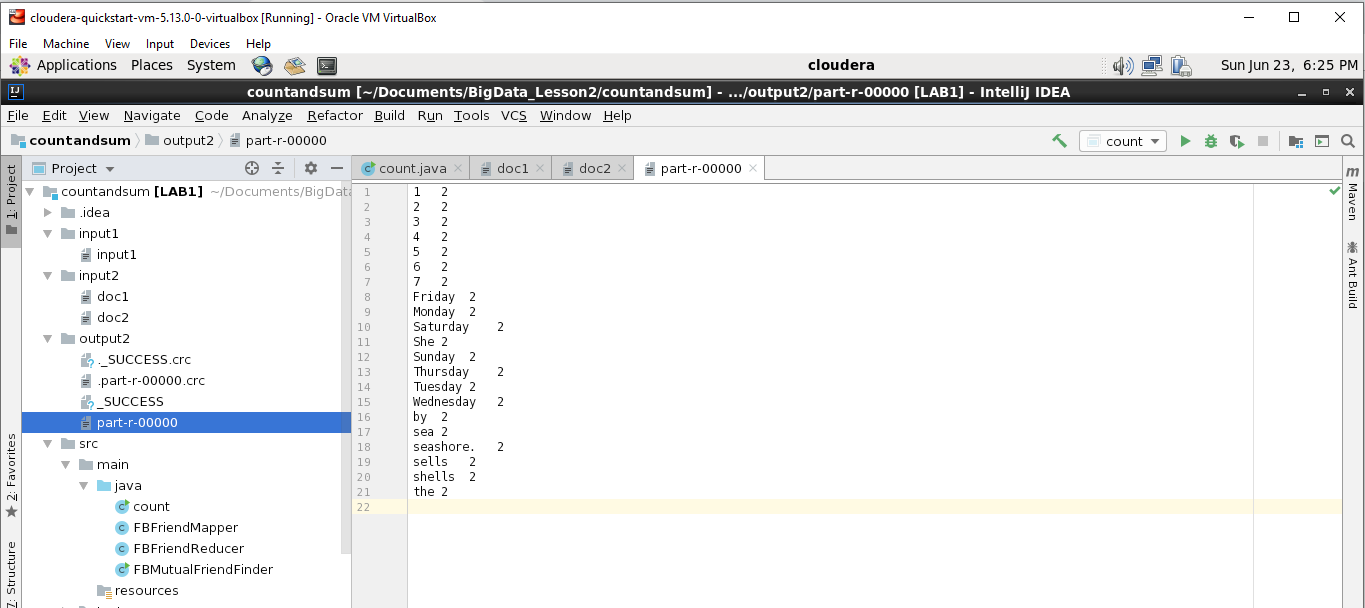 cloudera-quickstart-vm-5.13.0-0-virtualbox [Running] - Oracle VM VirtualBox
File Machine View Input Devices Help
Applications Places System cloudera Sun Jun 23, 6:25 PM
countandsum [~/Documents/BigData_Lesson2/countandsum] - .../output2/part-r-00000 [LAB1] - IntelliJ IDEA
File Edit View Navigate Code Analyze Refactor Build Run Tools VCS Window Help
countandsum output2 part-r-00000 count
Project
count.java doc1 doc2 part-r-00000
1: Project
2: Favorites
Z: Structure
countandsum [LAB1] ~/Documents/BigData
.idea
input1
input1
input2
doc1
doc2
output2
._SUCCESS.crc
.part-r-00000.crc
_SUCCESS
part-r-00000
src
main
java
count
FBFriendMapper
FBFriendReducer
FBMutualFriendFinder
resources
1 1 2
2 2 2
3 3 2
4 4 2
5 5 2
6 6 2
7 7 2
8 Friday 2
9 Monday 2
10 Saturday 2
11 She 2
12 Sunday 2
13 Thursday 2
14 Tuesday 2
15 Wednesday 2
16 by 2
17 sea 2
18 seashore. 2
19 sells 2
20 shells 2
21 the 2
22
m Maven
Ant Build